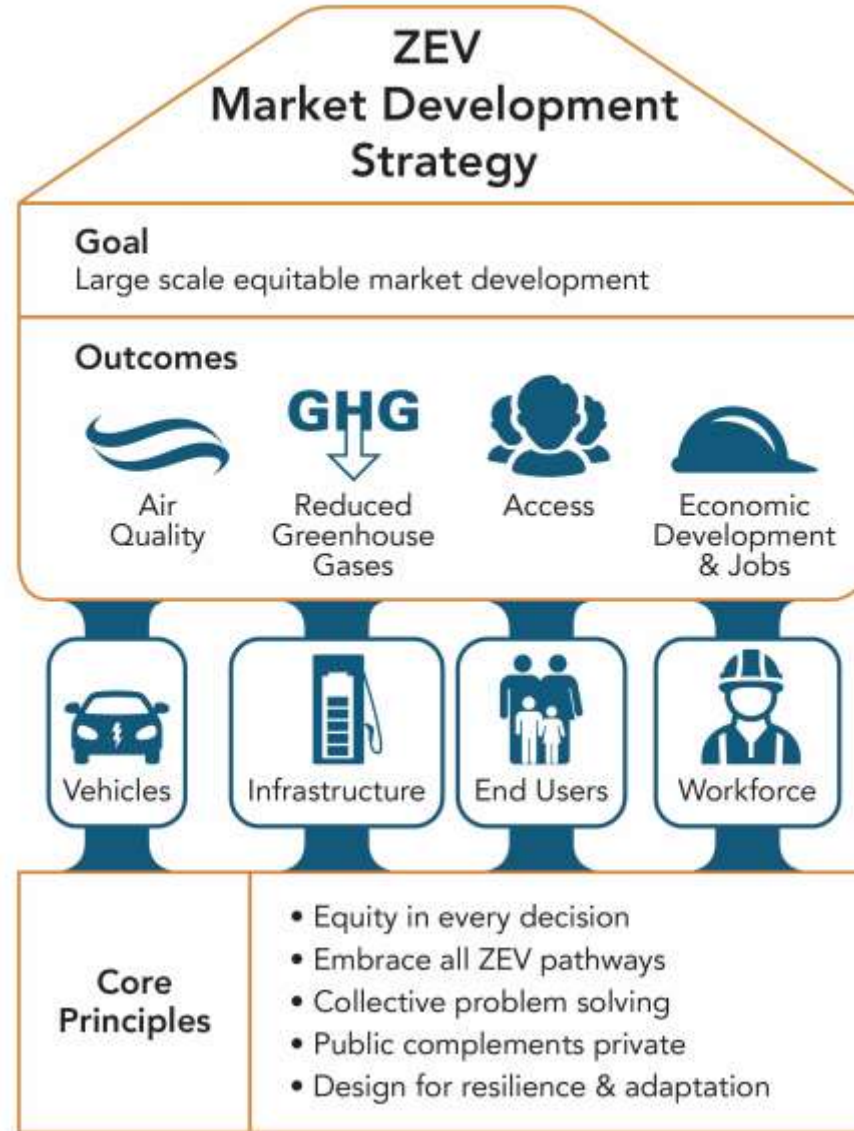 ZEV
Market Development
Strategy
Goal
Large scale equitable market development
Outcomes
GHG
Air
Quality
Reduced
Greenhouse
Gases
Access
Economic
Development
& Jobs
Vehicles
Infrastructure
End Users
Workforce
Core
Principles
• Equity in every decision
• Embrace all ZEV pathways
• Collective problem solving
• Public complements private
• Design for resilience & adaptation